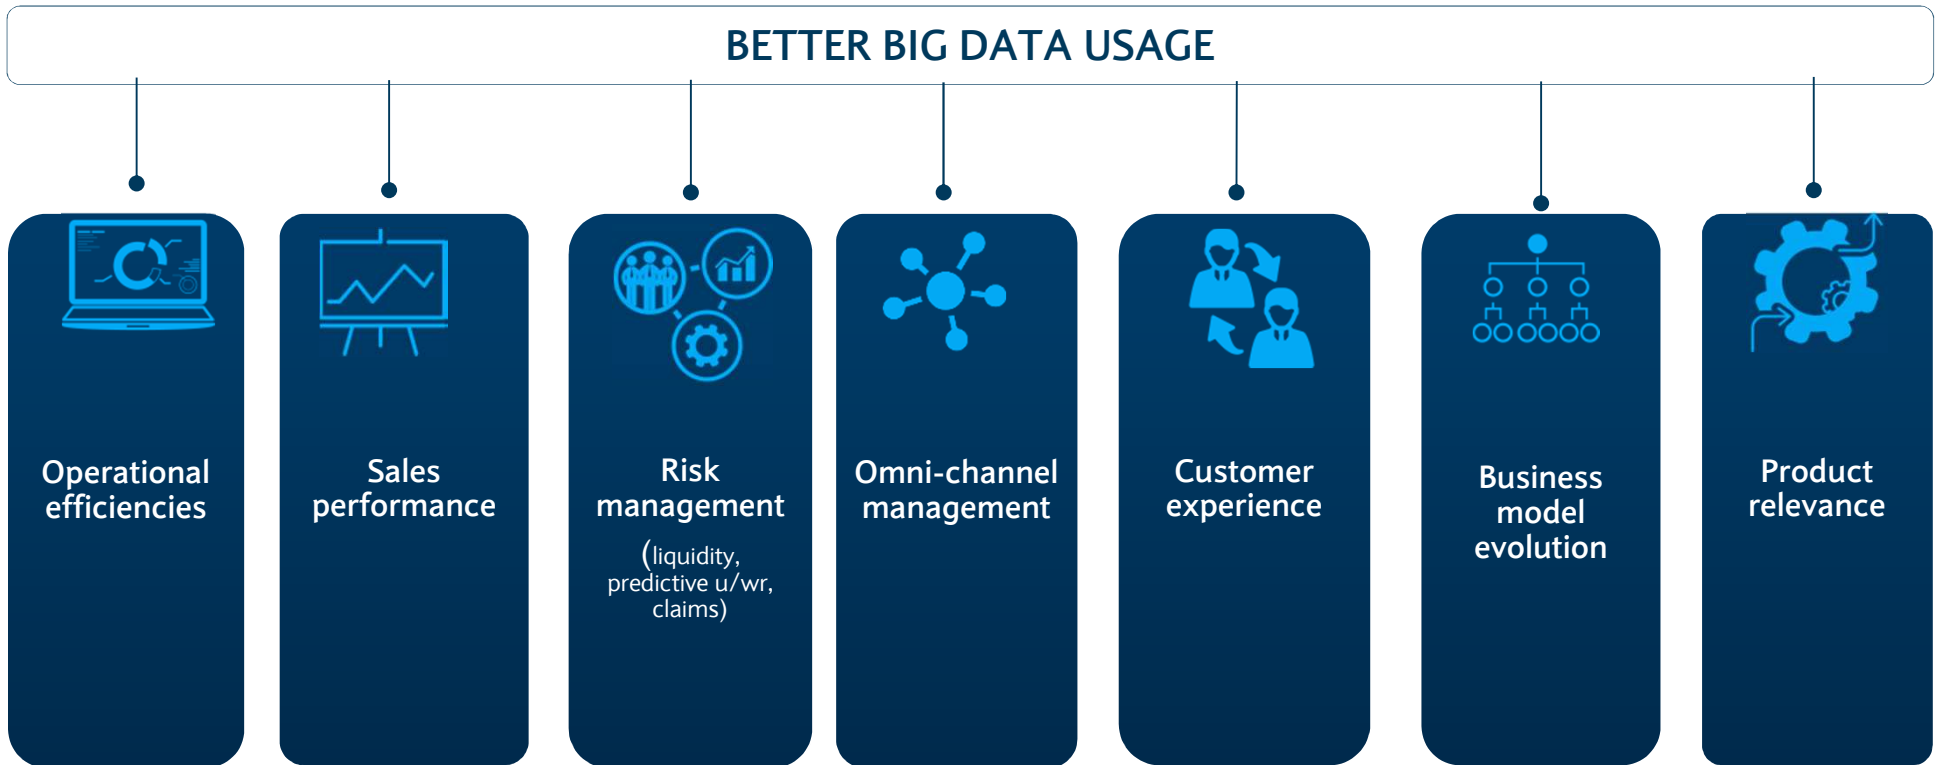 BETTER BIG DATA USAGE
Operational
efficiencies
Sales
performance
Risk
management
(liquidity,
predictive u/wr,
claims)
Omni-channel
management
Customer
experience
Business
model
evolution
Product
relevance